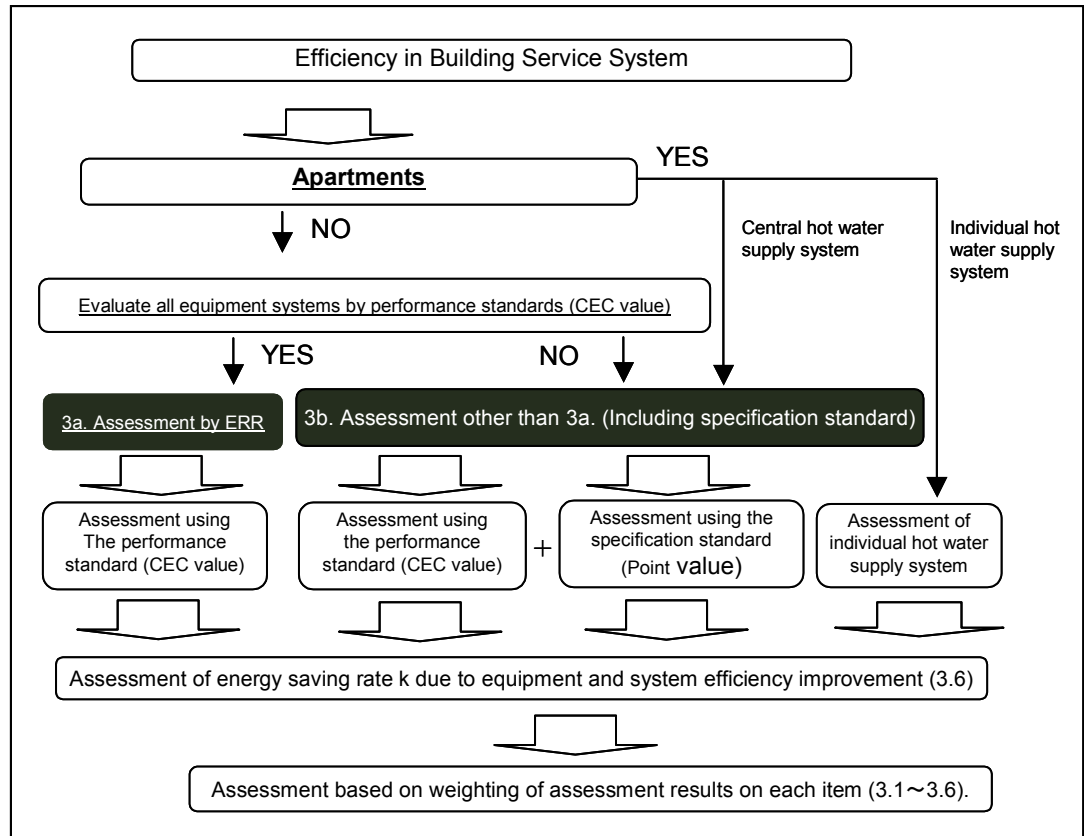 Efficiency in Building Service System
YES
Apartments
NO
Central hot water
supply system
Individual hot
water supply
system
Evaluate all equipment systems by performance standards (CEC value)
YES
NO
3a. Assessment by ERR
3b. Assessment other than 3a. (Including specification standard)
Assessment using
The performance
standard (CEC value)
Assessment using
the performance
standard (CEC value)
+
Assessment using the
specification standard
(Point value)
Assessment of
individual hot water
supply system
Assessment of energy saving rate k due to equipment and system efficiency improvement (3.6)
Assessment based on weighting of assessment results on each item (3.1～3.6).